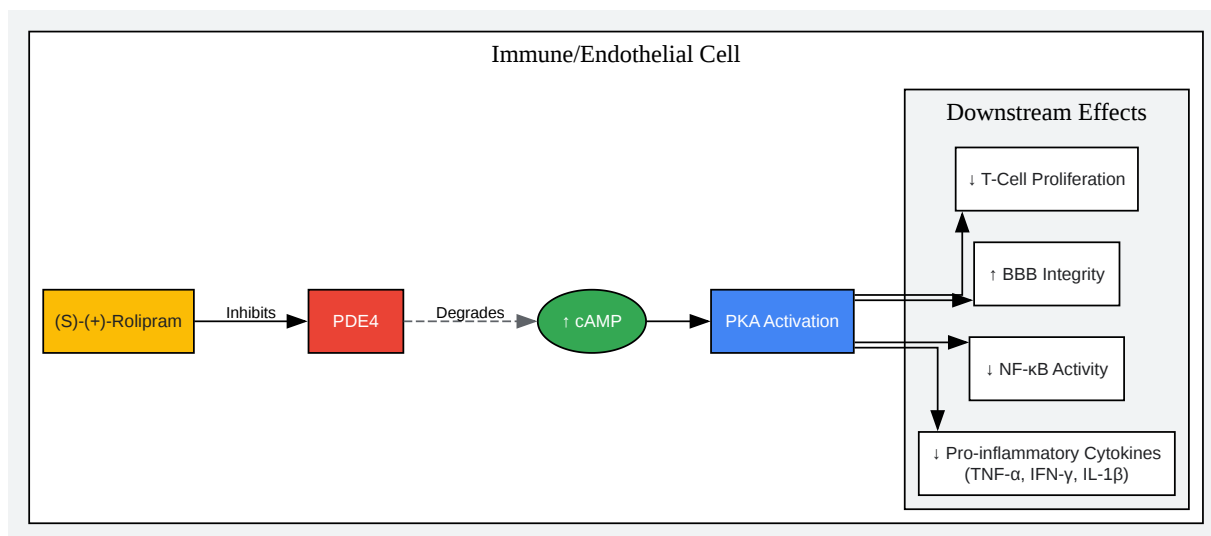 Immune/Endothelial Cell
Downstream Effects
↓ T-Cell Proliferation
↑ BBB Integrity
(S)-(+)-Rolipram
Inhibits
PDE4
Degrades
↑ cAMP
PKA Activation
↓ NF-κB Activity
↓ Pro-inflammatory Cytokines
(TNF-α, IFN-γ, IL-1β)